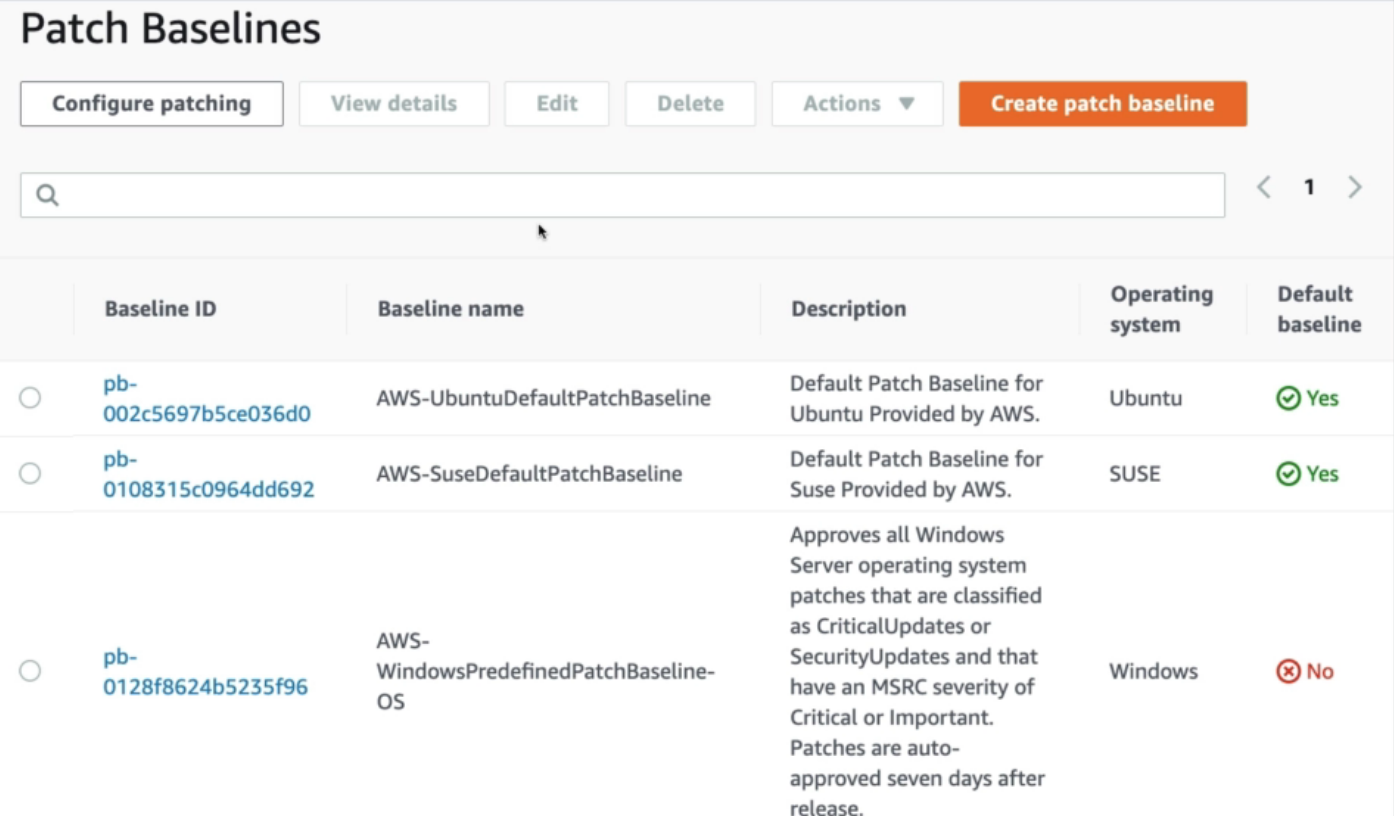 Patch Baselines
Configure patching View details Edit Delete Actions Create patch baseline
1
Baseline ID Baseline name Description Operating system Default baseline
pb-
002c5697b5ce036d0
AWS-UbuntuDefaultPatchBaseline
Default Patch Baseline for
Ubuntu Provided by AWS.
Ubuntu
Yes
pb-
0108315c0964dd692
AWS-SuseDefaultPatchBaseline
Default Patch Baseline for
Suse Provided by AWS.
SUSE
Yes
pb-
0128f8624b5235f96
AWS-
WindowsPredefinedPatchBaseline-
OS
Approves all Windows
Server operating system
patches that are classified
as CriticalUpdates or
SecurityUpdates and that
have an MSRC severity of
Critical or Important.
Patches are auto-
approved seven days after
release.
Windows
No